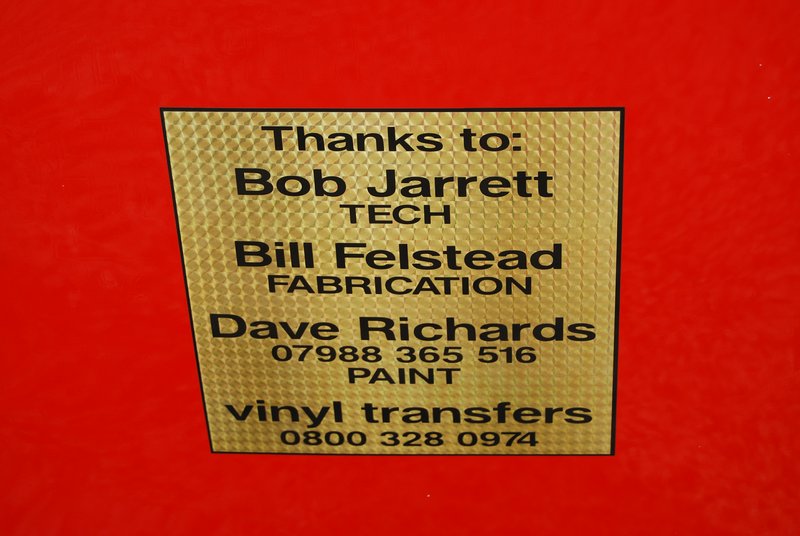 Thanks to:
Bob Jarrett
TECH
Bill Felstead
FABRICATION
Dave Richards
07988 365 516
PAINT
vinyl transfers
0800 328 0974